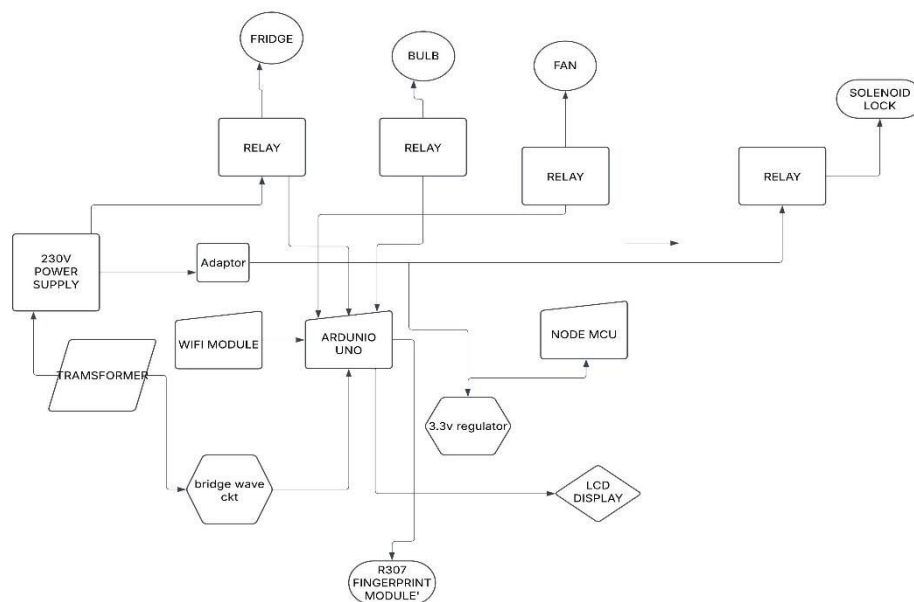 FRIDGE
BULB
FAN
SOLENOID
LOCK
RELAY
RELAY
RELAY
RELAY
230V
POWER
SUPPLY
Adaptor
WIFI MODULE
ARDUNIO
UNO
NODE MCU
TRAMSFORMER
3.3v regulator
bridge wave
ckt
LCD
DISPLAY
R307
FINGERPRINT
MODULE'